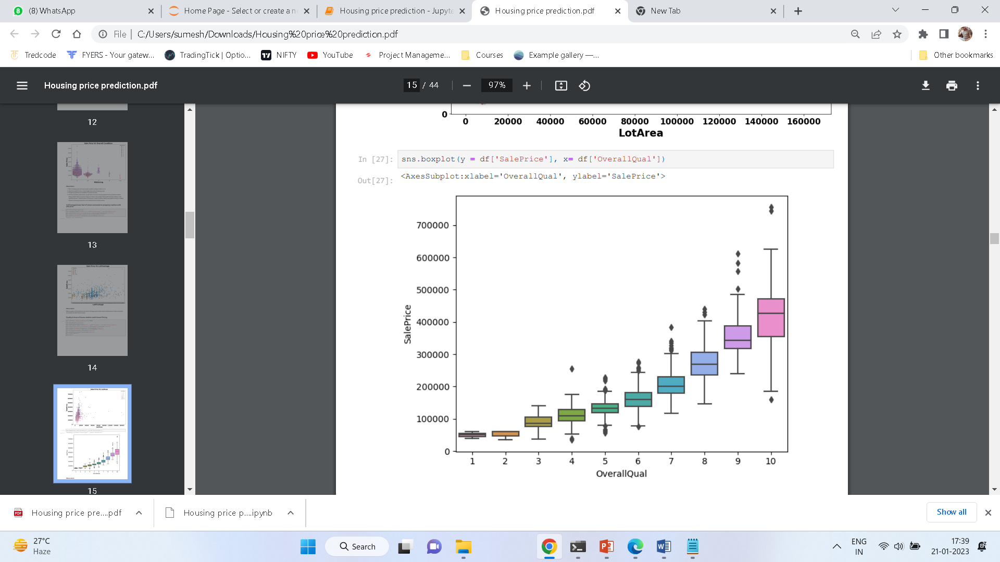 (8) WhatsApp
Home Page - Select or create a n
Housing price prediction - Jupyte
Housing price prediction.pdf
New Tab
File | C:/Users/sumesh/Downloads/Housing%20price%20prediction.pdf
Tredcode
FYERS - Your gatew...
TradingTick | Optio...
NIFTY
YouTube
Project Manageme...
Courses
Example gallery —...
Other bookmarks
Housing price prediction.pdf
15 / 44
97%
12
13
14
15
0
0 20000 40000 60000 80000 100000 120000 140000 160000
LotArea
In [27]: sns.boxplot(y = df['SalePrice'], x= df['OverallQual'])
Out[27]: <AxesSubplot:xlabel='OverallQual', ylabel='SalePrice'>
700000
600000
500000
400000
300000
200000
100000
0
SalePrice
1 2 3 4 5 6 7 8 9 10
OverallQual
Housing price pre....pdf
Housing price p....ipynb
Show all
27°C
Haze
Search
ENG
IN
17:39
21-01-2023